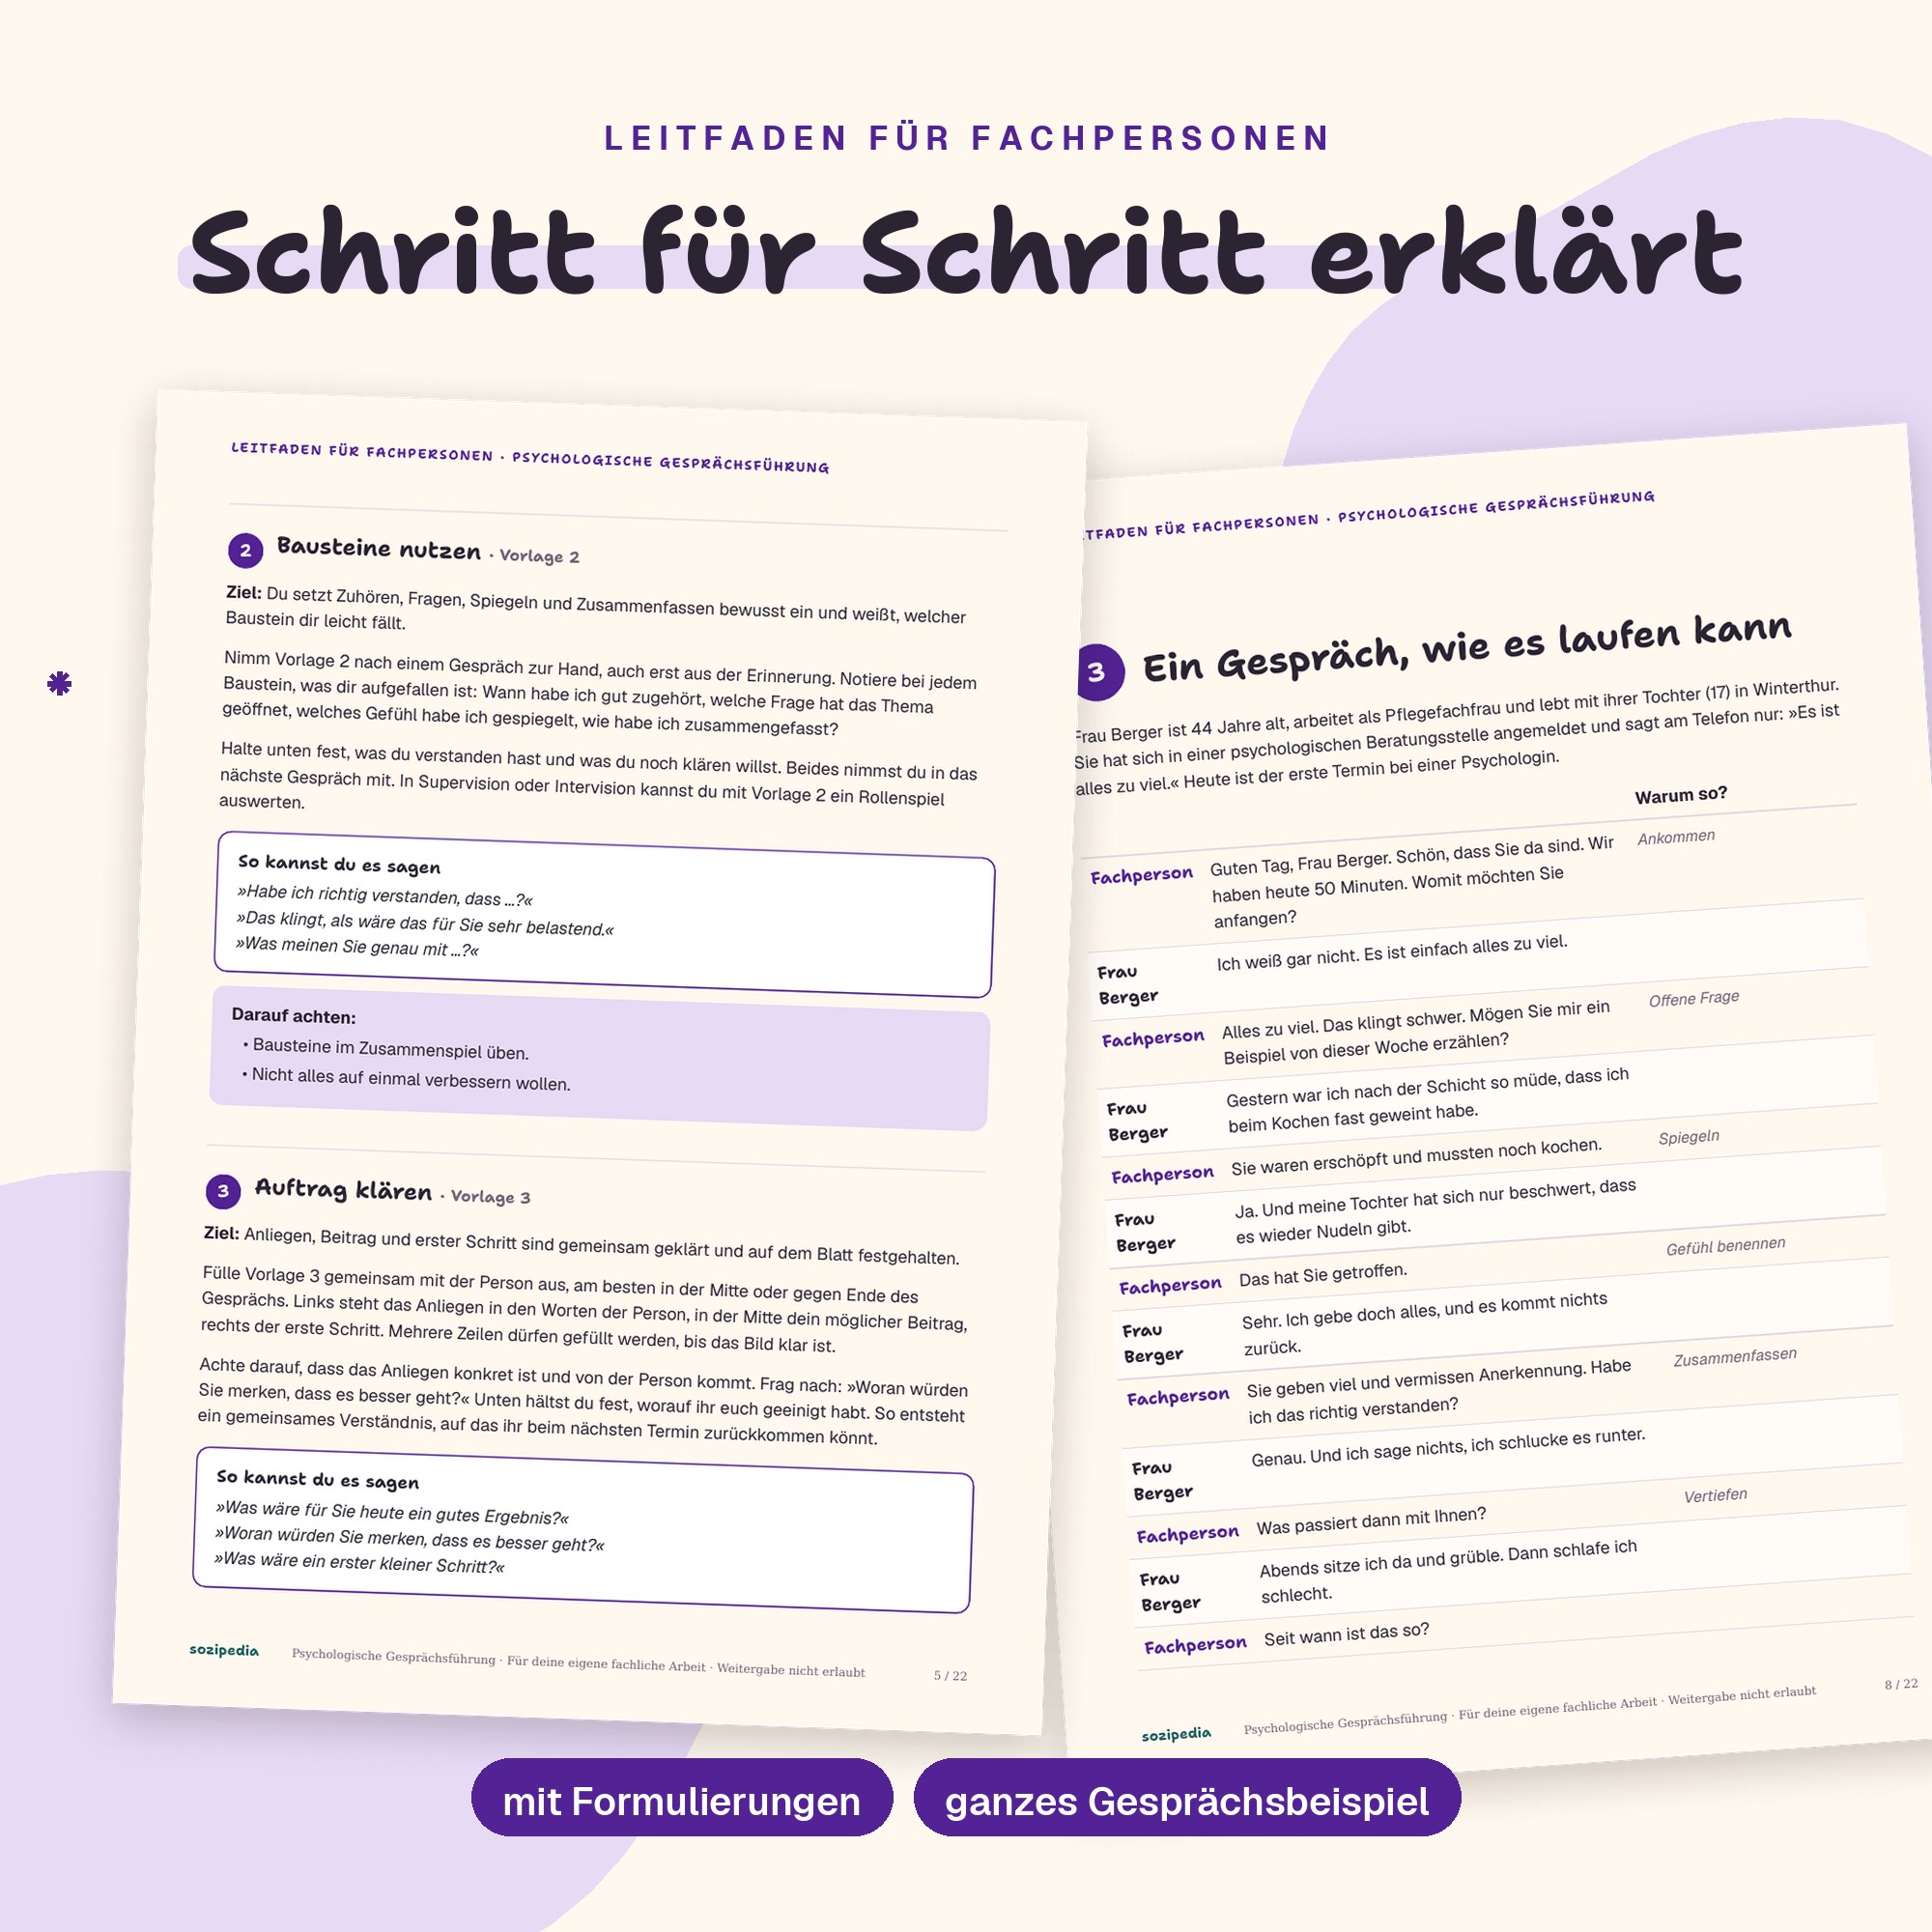 LEITFADEN FÜR FACHPERSONEN
Schritt für Schritt erklärt
LEITFADEN FÜR FACHPERSONEN · PSYCHOLOGISCHE GESPRÄCHSFÜHRUNG
2 Bausteine nutzen · Vorlage 2
Ziel: Du setzt Zuhören, Fragen, Spiegeln und Zusammenfassen bewusst ein und weißt, welcher
Baustein dir leicht fällt.
Nimm Vorlage 2 nach einem Gespräch zur Hand, auch erst aus der Erinnerung. Notiere bei jedem
Baustein, was dir aufgefallen ist: Wann habe ich gut zugehört, welche Frage hat das Thema
geöffnet, welches Gefühl habe ich gespiegelt, wie habe ich zusammengefasst?
Halte unten fest, was du verstanden hast und was du noch klären willst. Beides nimmst du in das
nächste Gespräch mit. In Supervision oder Intervision kannst du mit Vorlage 2 ein Rollenspiel
auswerten.
So kannst du es sagen
»Habe ich richtig verstanden, dass ...?«
»Das klingt, als wäre das für Sie sehr belastend.«
»Was meinen Sie genau mit ...?«
Darauf achten:
• Bausteine im Zusammenspiel üben.
• Nicht alles auf einmal verbessern wollen.
3 Auftrag klären · Vorlage 3
Ziel: Anliegen, Beitrag und erster Schritt sind gemeinsam geklärt und auf dem Blatt festgehalten.
Fülle Vorlage 3 gemeinsam mit der Person aus, am besten in der Mitte oder gegen Ende des
Gesprächs. Links steht das Anliegen in den Worten der Person, in der Mitte dein möglicher Beitrag,
rechts der erste Schritt. Mehrere Zeilen dürfen gefüllt werden, bis das Bild klar ist.
Achte darauf, dass das Anliegen konkret ist und von der Person kommt. Frag nach: »Woran würden
Sie merken, dass es besser geht?« Unten hältst du fest, worauf ihr euch geeinigt habt. So entsteht
ein gemeinsames Verständnis, auf das ihr beim nächsten Termin zurückkommen könnt.
So kannst du es sagen
»Was wäre für Sie heute ein gutes Ergebnis?«
»Woran würden Sie merken, dass es besser geht?«
»Was wäre ein erster kleiner Schritt?«
sozipedia Psychologische Gesprächsführung · Für deine eigene fachliche Arbeit · Weitergabe nicht erlaubt 5 / 22
ITFADEN FÜR FACHPERSONEN · PSYCHOLOGISCHE GESPRÄCHSFÜHRUNG
3 Ein Gespräch, wie es laufen kann
Frau Berger ist 44 Jahre alt, arbeitet als Pflegefachfrau und lebt mit ihrer Tochter (17) in Winterthur.
Sie hat sich in einer psychologischen Beratungsstelle angemeldet und sagt am Telefon nur: »Es ist
alles zu viel.« Heute ist der erste Termin bei einer Psychologin.
Warum so?
Fachperson Guten Tag, Frau Berger. Schön, dass Sie da sind. Wir Ankommen
haben heute 50 Minuten. Womit möchten Sie
anfangen?
Frau Ich weiß gar nicht. Es ist einfach alles zu viel.
Berger
Fachperson Alles zu viel. Das klingt schwer. Mögen Sie mir ein Offene Frage
Beispiel von dieser Woche erzählen?
Frau Gestern war ich nach der Schicht so müde, dass ich
Berger beim Kochen fast geweint habe.
Fachperson Sie waren erschöpft und mussten noch kochen. Spiegeln
Frau Ja. Und meine Tochter hat sich nur beschwert, dass
Berger es wieder Nudeln gibt.
Fachperson Das hat Sie getroffen. Gefühl benennen
Frau Sehr. Ich gebe doch alles, und es kommt nichts
Berger zurück.
Fachperson Sie geben viel und vermissen Anerkennung. Habe Zusammenfassen
ich das richtig verstanden?
Frau Genau. Und ich sage nichts, ich schlucke es runter.
Berger
Fachperson Was passiert dann mit Ihnen? Vertiefen
Frau Abends sitze ich da und grüble. Dann schlafe ich
Berger schlecht.
Fachperson Seit wann ist das so?
sozipedia Psychologische Gesprächsführung · Für deine eigene fachliche Arbeit · Weitergabe nicht erlaubt 8 / 22
mit Formulierungen
ganzes Gesprächsbeispiel